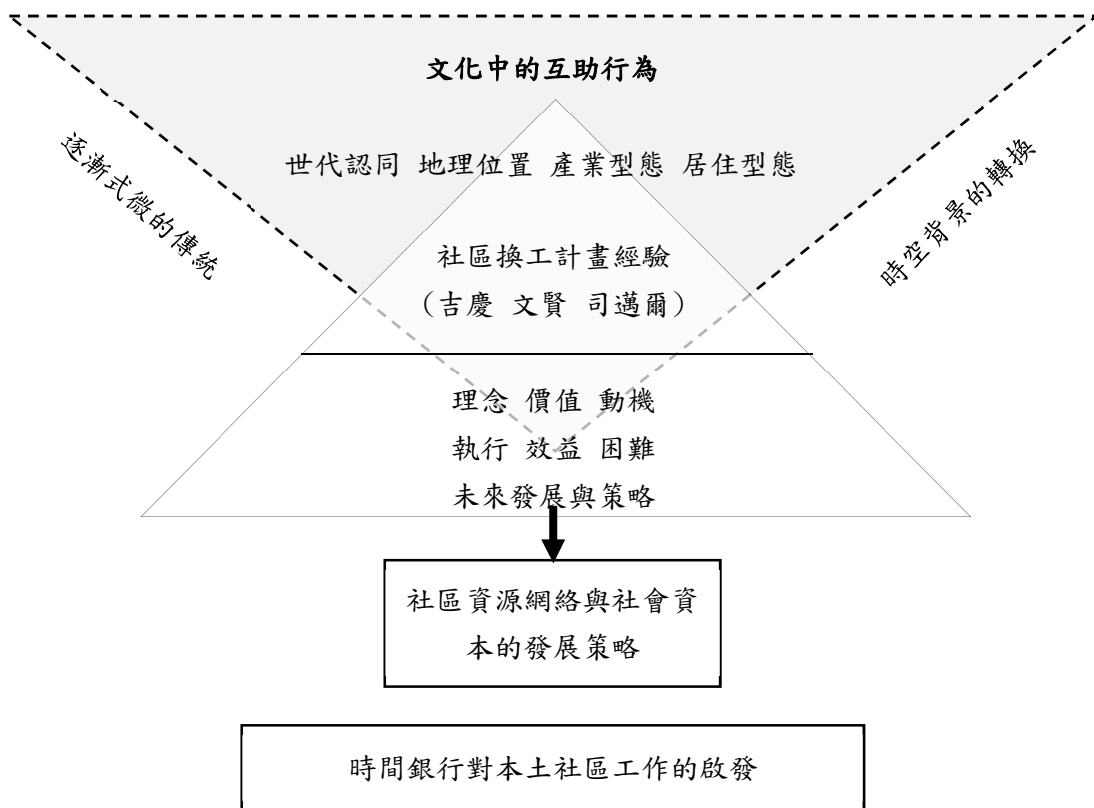 文化中的互助行為
逐漸式微的傳統
世代認同 地理位置 產業型態 居住型態
時空背景的轉換
社區換工計畫經驗
（吉慶 文賢 司邁爾）
理念 價值 動機
執行 效益 困難
未來發展與策略
社區資源網絡與社會資
本的發展策略
時間銀行對本土社區工作的啟發